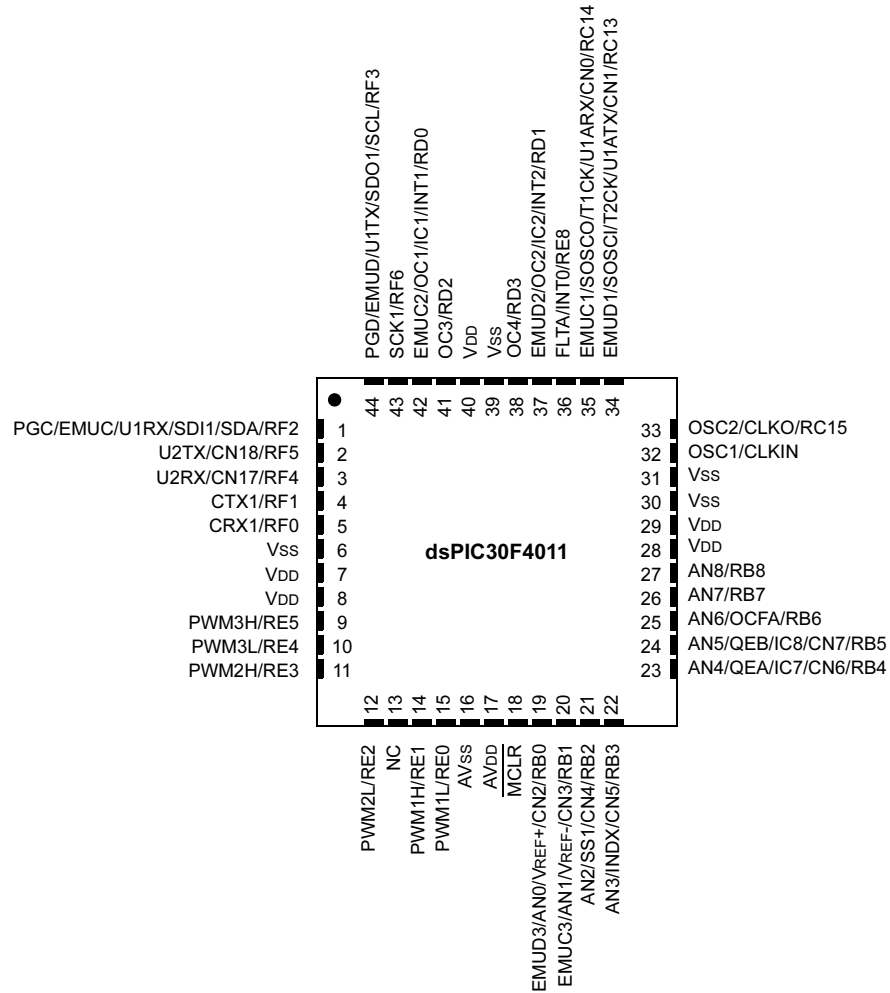 PGD/EMUD/U1TX/SDO1/SCL/RF3
SCK1/RF6
EMUC2/OC1/IC1/INT1/RD0
OC3/RD2
VDD
VSS
OC4/RD3
EMUD2/OC2/IC2/INT2/RD1
FLTA/INT0/RE8
EMUC1/SOSCO/T1CK/U1ARX/CN0/RC14
EMUD1/SOSCI/T2CK/U1ATX/CN1/RC13
44
43
42
41
40
39
38
37
36
35
34
PGC/EMUC/U1RX/SDI1/SDA/RF2 1
U2TX/CN18/RF5 2
U2RX/CN17/RF4 3
CTX1/RF1 4
CRX1/RF0 5
VSS 6
VDD 7
VDD 8
PWM3H/RE5 9
PWM3L/RE4 10
PWM2H/RE3 11
dsPIC30F4011
33 OSC2/CLKO/RC15
32 OSC1/CLKIN
31 VSS
30 VSS
29 VDD
28 VDD
27 AN8/RB8
26 AN7/RB7
25 AN6/OCFA/RB6
24 AN5/QEB/IC8/CN7/RB5
23 AN4/QEA/IC7/CN6/RB4
12
13
14
15
16
17
18
19
20
21
22
PWM2L/RE2
NC
PWM1H/RE1
PWM1L/RE0
AVSS
AVDD
MCLR
EMUD3/AN0/VREF+/CN2/RB0
EMUC3/AN1/VREF-/CN3/RB1
AN2/SS1/CN4/RB2
AN3/INDX/CN5/RB3